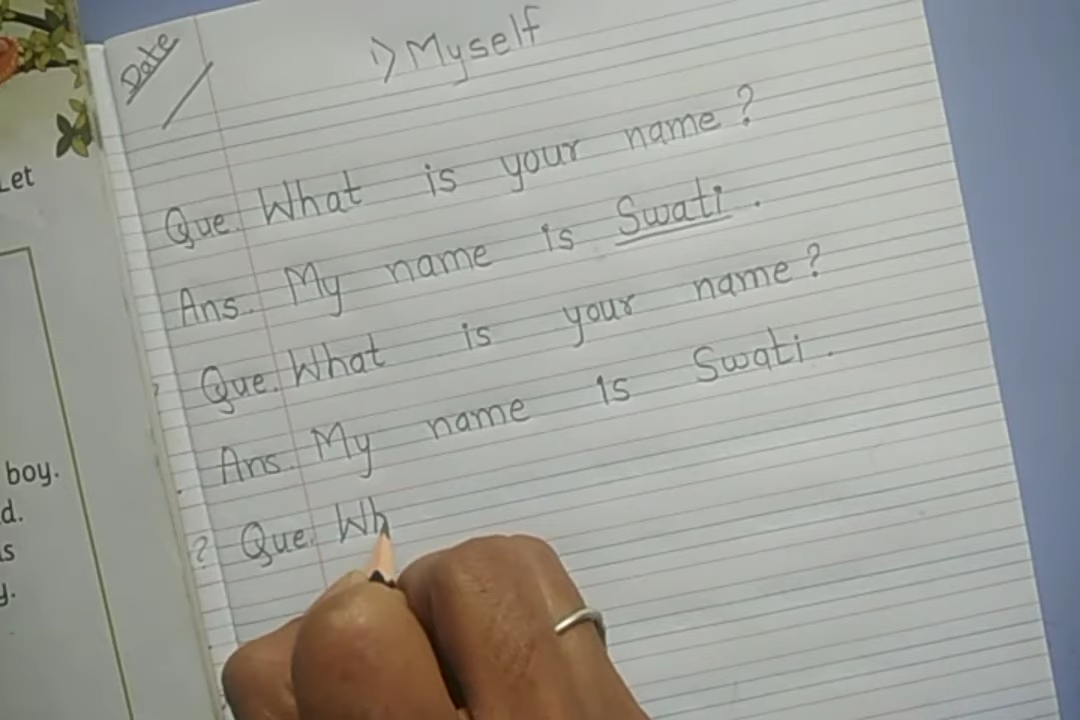 Let
boy.
d.
Date
1) Myself
Que. What is your name?
Ans. My name is Swati.
Que. What is your name?
Ans. My name is Swati.
? Que. Wh